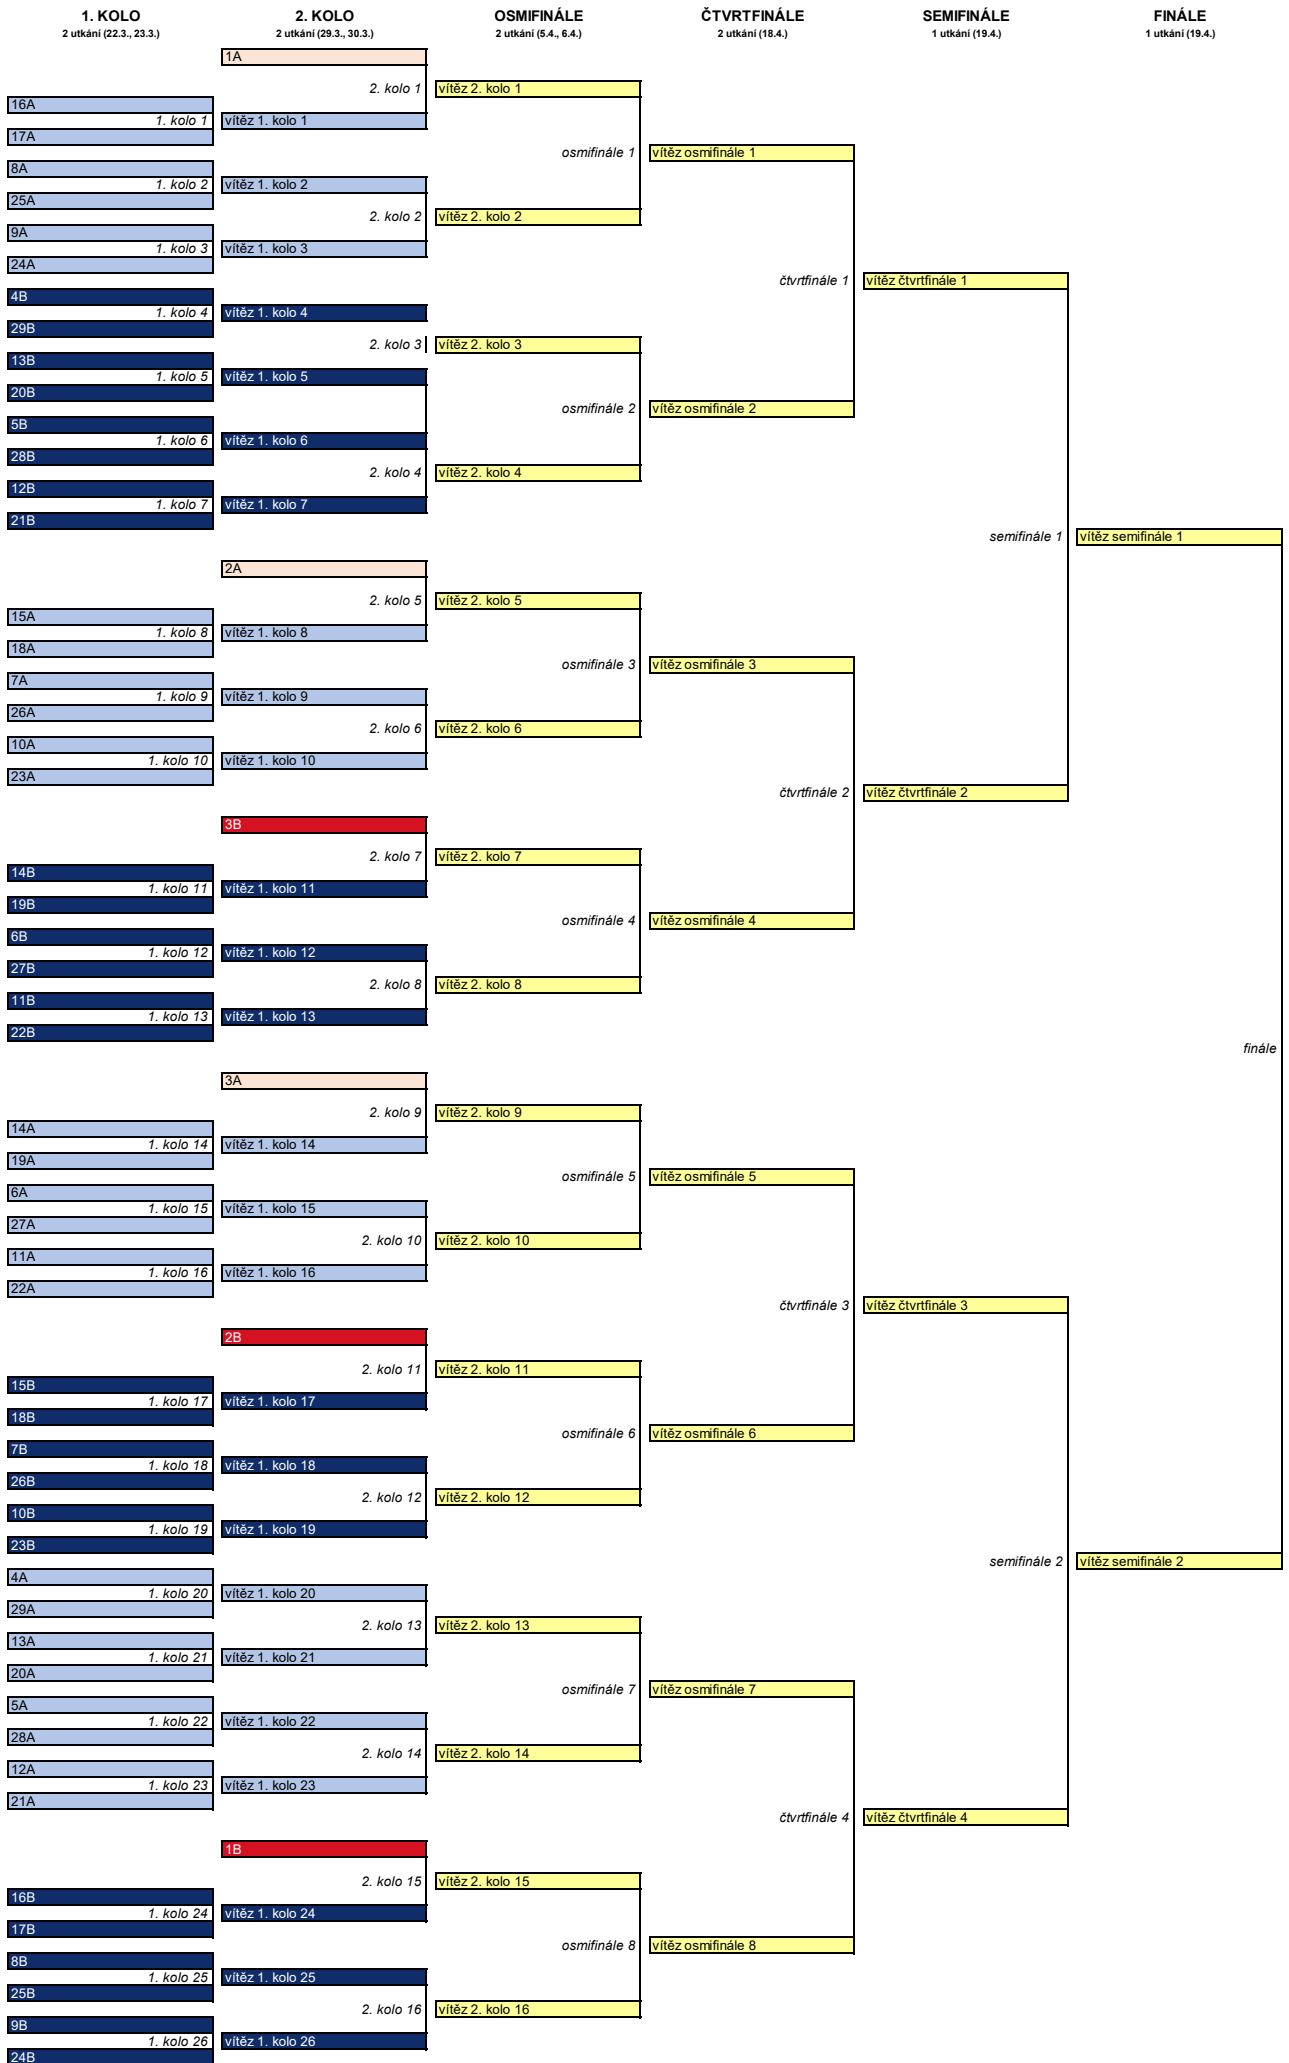 1. KOLO 2. KOLO OSMIFINÁLE ČTVRTFINÁLE SEMIFINÁLE FINÁLE
2 utkání (22.3., 23.3.) 2 utkání (29.3., 30.3.) 2 utkání (5.4., 6.4.) 2 utkání (18.4.) 1 utkání (19.4.) 1 utkání (19.4.)
1A
2. kolo 1 vítěz 2. kolo 1
16A
1. kolo 1 vítěz 1. kolo 1
17A
osmifinále 1 vítěz osmifinále 1
8A
1. kolo 2 vítěz 1. kolo 2
25A
2. kolo 2 vítěz 2. kolo 2
9A
1. kolo 3 vítěz 1. kolo 3
24A
čtvrtfinále 1 vítěz čtvrtfinále 1
4B
1. kolo 4 vítěz 1. kolo 4
29B
2. kolo 3 vítěz 2. kolo 3
13B
1. kolo 5 vítěz 1. kolo 5
20B
osmifinále 2 vítěz osmifinále 2
5B
1. kolo 6 vítěz 1. kolo 6
28B
2. kolo 4 vítěz 2. kolo 4
12B
1. kolo 7 vítěz 1. kolo 7
21B
semifinále 1 vítěz semifinále 1
2A
2. kolo 5 vítěz 2. kolo 5
15A
1. kolo 8 vítěz 1. kolo 8
18A
osmifinále 3 vítěz osmifinále 3
7A
1. kolo 9 vítěz 1. kolo 9
26A
2. kolo 6 vítěz 2. kolo 6
10A
1. kolo 10 vítěz 1. kolo 10
23A
čtvrtfinále 2 vítěz čtvrtfinále 2
3B
2. kolo 7 vítěz 2. kolo 7
14B
1. kolo 11 vítěz 1. kolo 11
19B
osmifinále 4 vítěz osmifinále 4
6B
1. kolo 12 vítěz 1. kolo 12
27B
2. kolo 8 vítěz 2. kolo 8
11B
1. kolo 13 vítěz 1. kolo 13
22B
finále
3A
2. kolo 9 vítěz 2. kolo 9
14A
1. kolo 14 vítěz 1. kolo 14
19A
osmifinále 5 vítěz osmifinále 5
6A
1. kolo 15 vítěz 1. kolo 15
27A
2. kolo 10 vítěz 2. kolo 10
11A
1. kolo 16 vítěz 1. kolo 16
22A
čtvrtfinále 3 vítěz čtvrtfinále 3
2B
2. kolo 11 vítěz 2. kolo 11
15B
1. kolo 17 vítěz 1. kolo 17
18B
osmifinále 6 vítěz osmifinále 6
7B
1. kolo 18 vítěz 1. kolo 18
26B
2. kolo 12 vítěz 2. kolo 12
10B
1. kolo 19 vítěz 1. kolo 19
23B
semifinále 2 vítěz semifinále 2
4A
1. kolo 20 vítěz 1. kolo 20
29A
2. kolo 13 vítěz 2. kolo 13
13A
1. kolo 21 vítěz 1. kolo 21
20A
osmifinále 7 vítěz osmifinále 7
5A
1. kolo 22 vítěz 1. kolo 22
28A
2. kolo 14 vítěz 2. kolo 14
12A
1. kolo 23 vítěz 1. kolo 23
21A
čtvrtfinále 4 vítěz čtvrtfinále 4
1B
2. kolo 15 vítěz 2. kolo 15
16B
1. kolo 24 vítěz 1. kolo 24
17B
osmifinále 8 vítěz osmifinále 8
8B
1. kolo 25 vítěz 1. kolo 25
25B
2. kolo 16 vítěz 2. kolo 16
9B
1. kolo 26 vítěz 1. kolo 26
24B